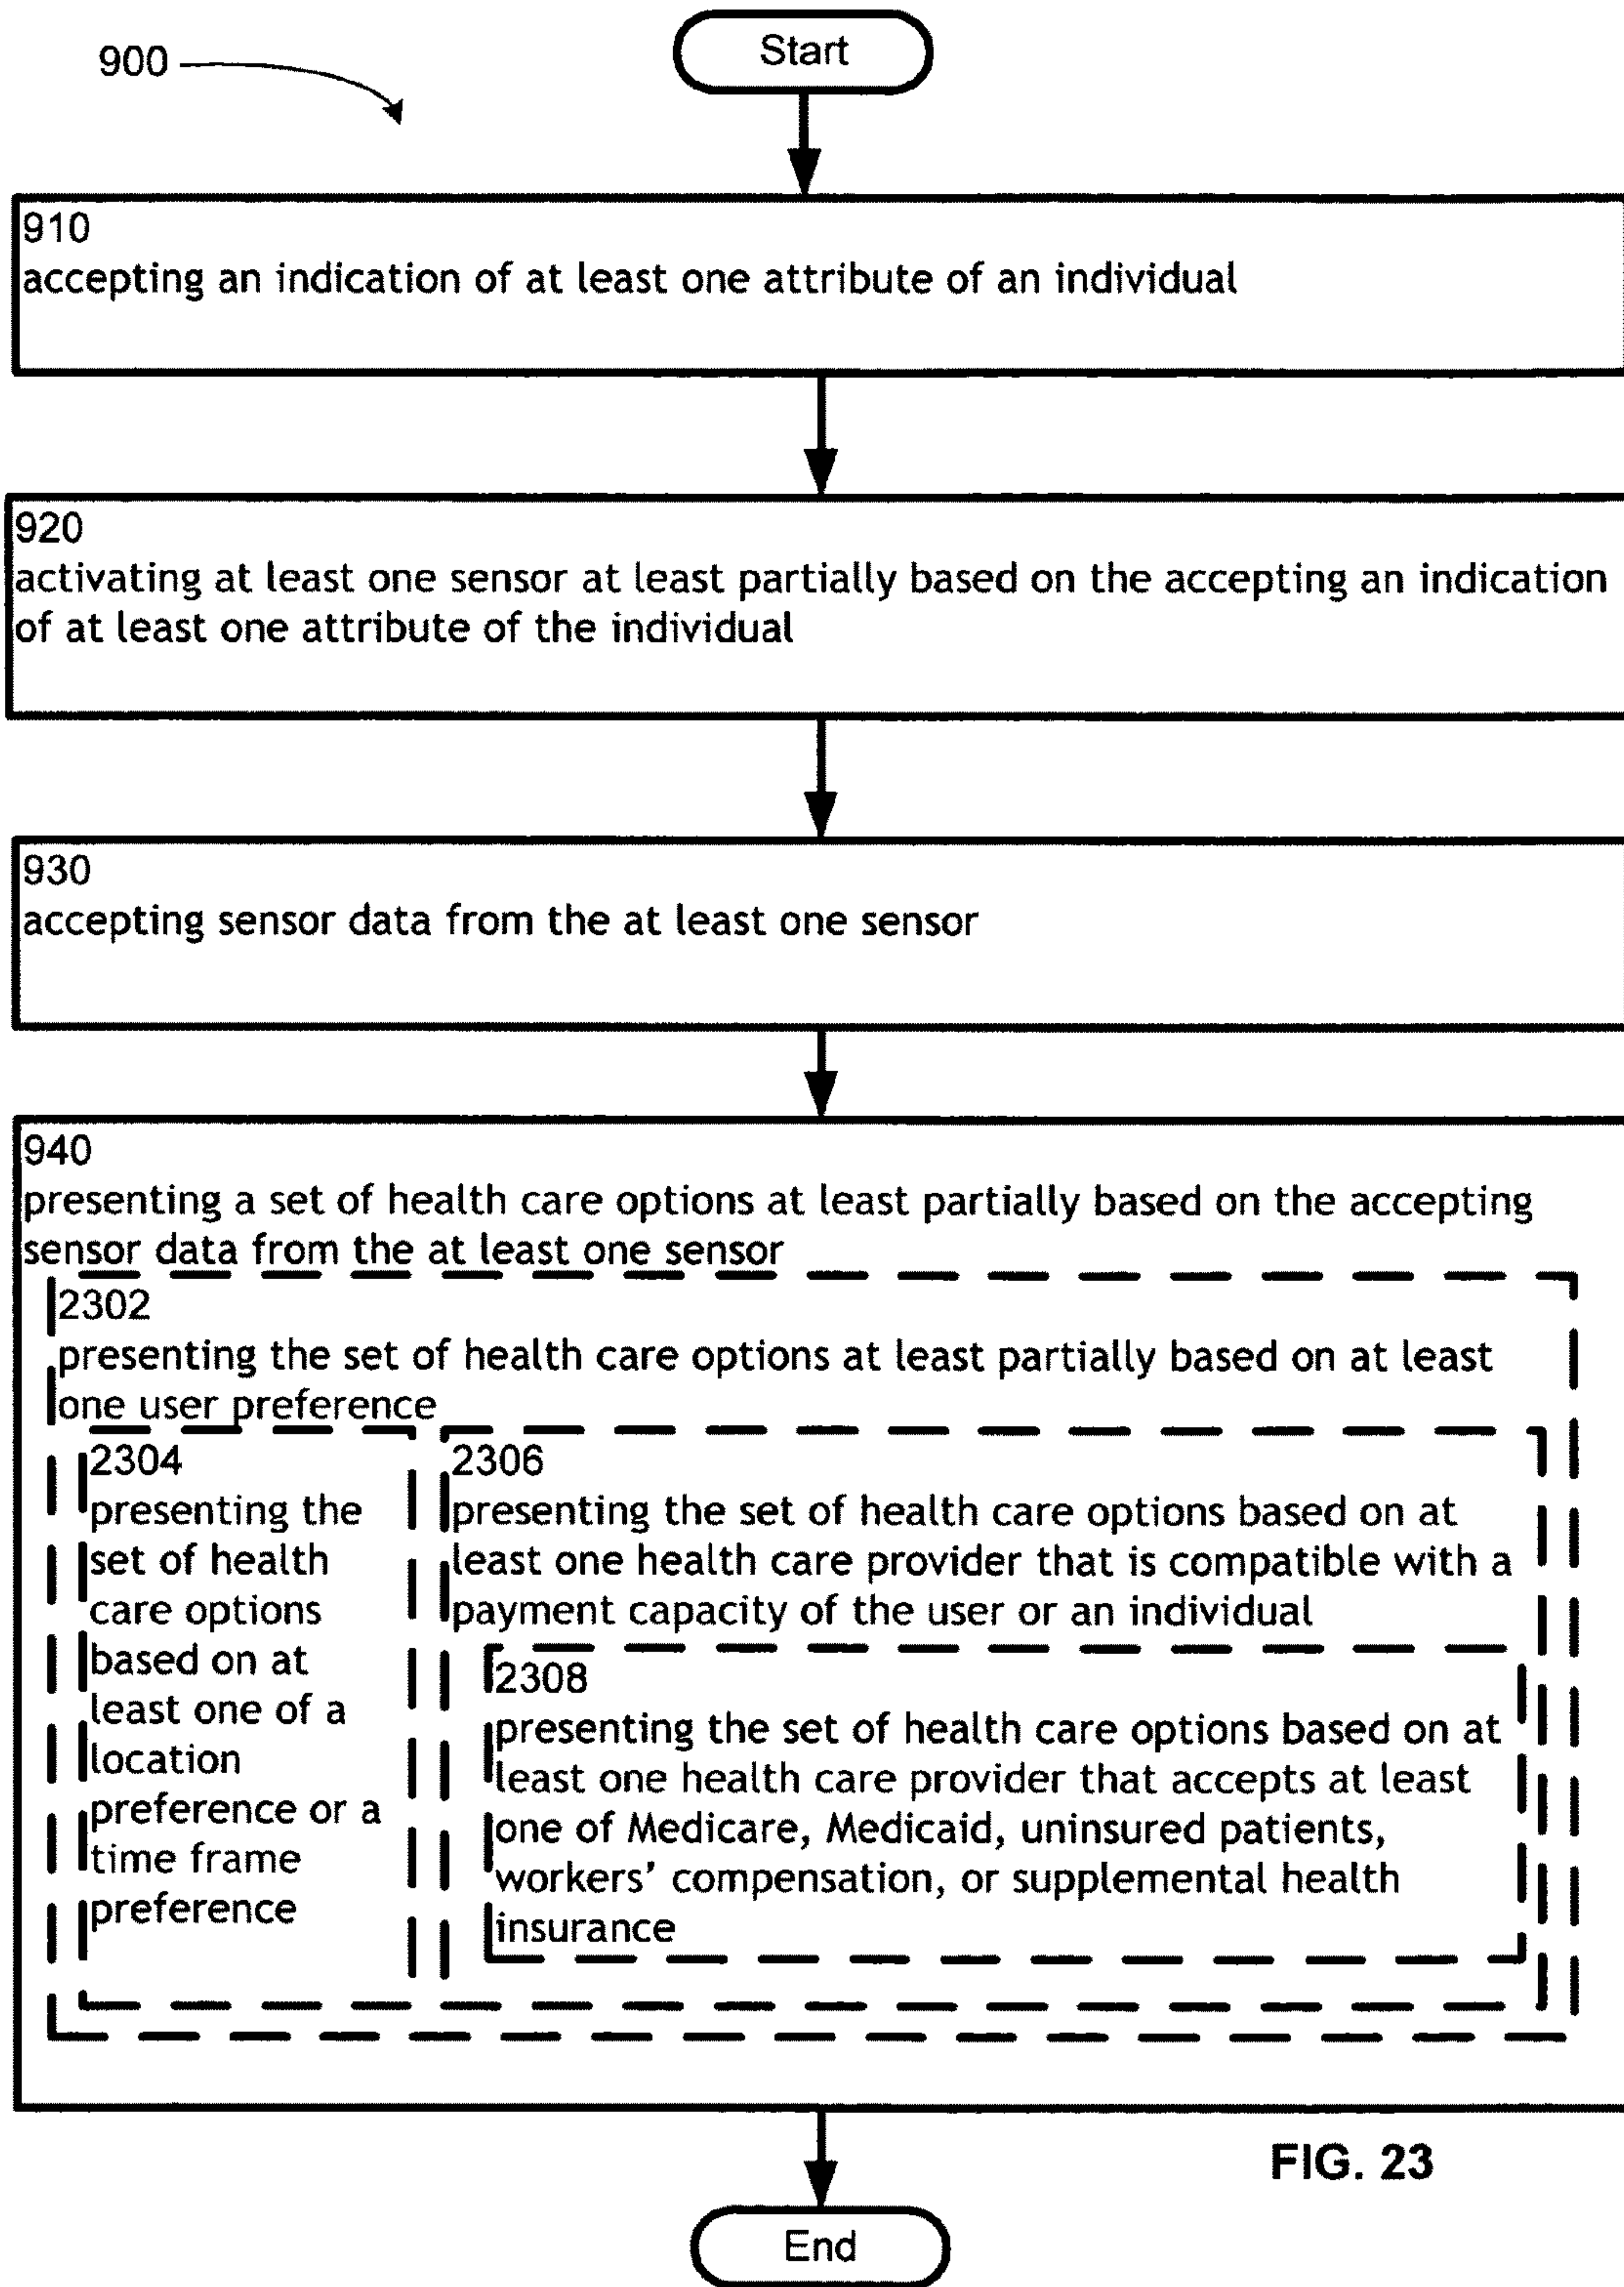 Start
900
910
accepting an indication of at least one attribute of an individual
920
activating at least one sensor at least partially based on the accepting an indication
of at least one attribute of the individual
930
accepting sensor data from the at least one sensor
940
presenting a set of health care options at least partially based on the accepting
sensor data from the at least one sensor
2302
presenting the set of health care options at least partially based on at least
one user preference
2304
presenting the
set of health
care options
based on at
least one of a
location
preference or a
time frame
preference
2306
presenting the set of health care options based on at
least one health care provider that is compatible with a
payment capacity of the user or an individual
2308
presenting the set of health care options based on at
least one health care provider that accepts at least
one of Medicare, Medicaid, uninsured patients,
workers’ compensation, or supplemental health
insurance
FIG. 23
End